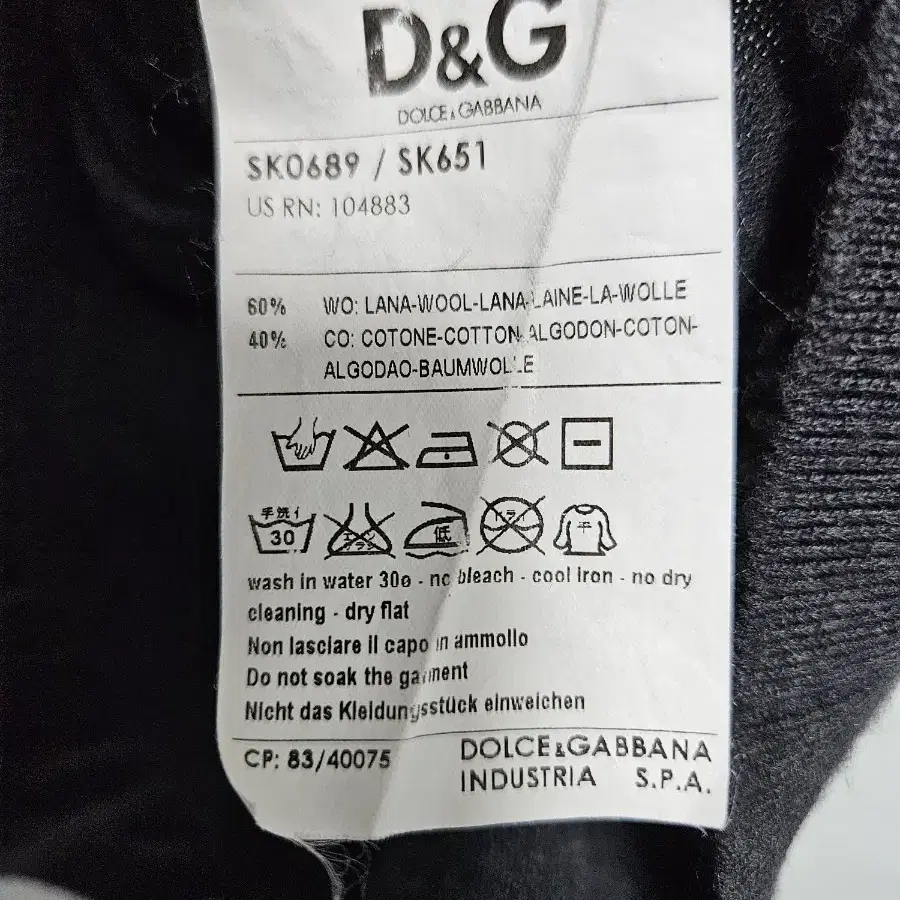 D&G
DOLCE & GABBANA
SK0689 / SK651
US RN: 104883
60% WO: LANA-WOOL-LANA-LAINE-LA-WOLLE
40% CO: COTONE-COTTON-ALGODON-COTON-
ALGODAO-BAUMWOLLE
手洗イ
30 低 干
wash in water 30ø - no bleach - cool iron - no dry
cleaning - dry flat
Non lasciare il capo in ammollo
Do not soak the garment
Nicht das Kleidungsstück einweichen
CP: 83/40075
DOLCE&GABBANA
INDUSTRIA S.P.A.